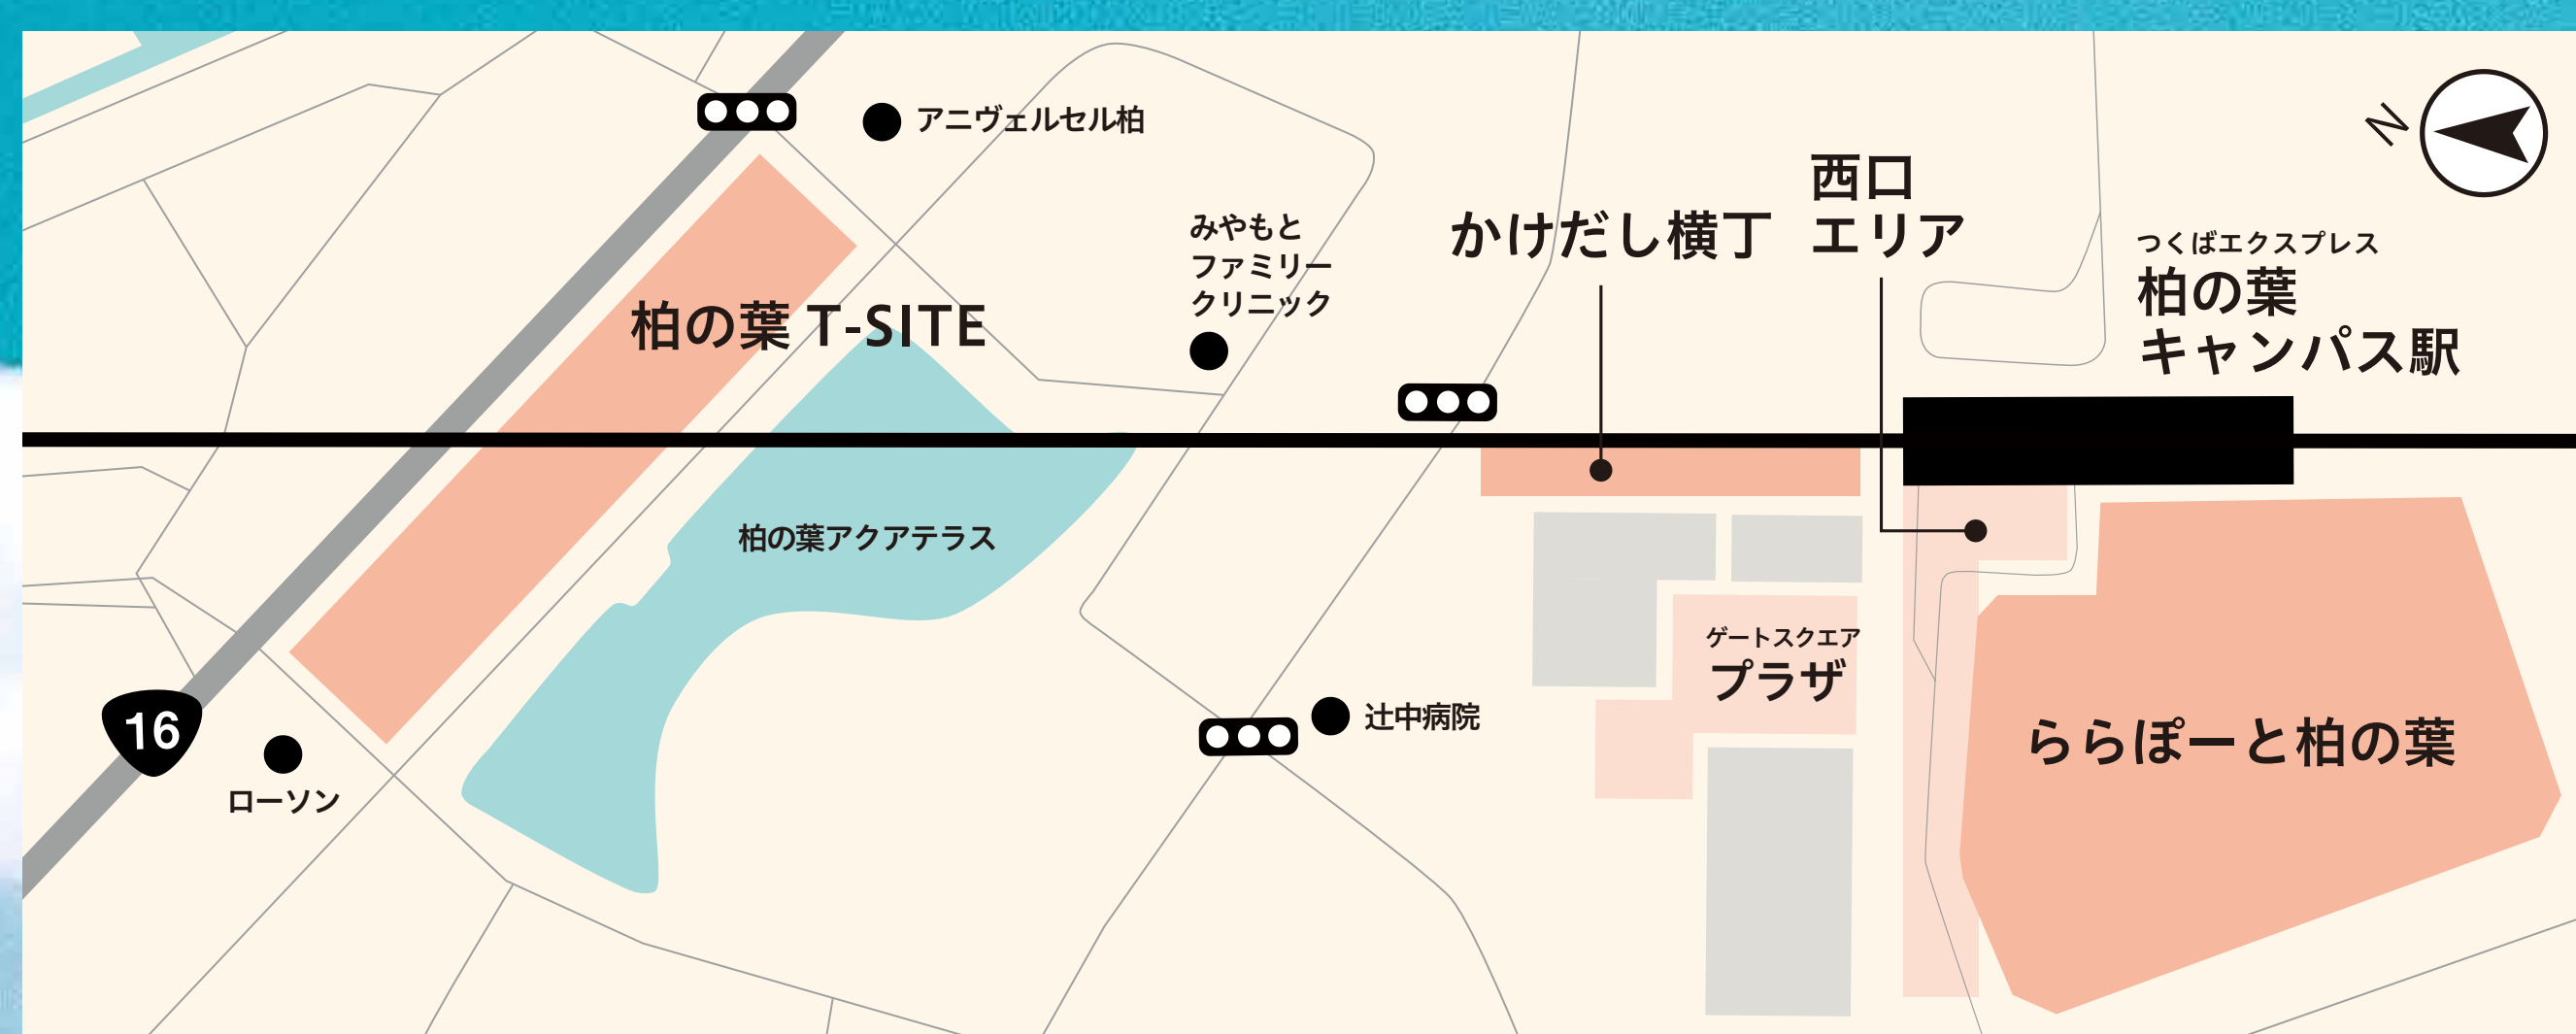 アニヴェルセル柏
N
西口
エリア
かけだし横丁
みやもと
ファミリー
クリニック
つくばエクスプレス
柏の葉
キャンパス駅
柏の葉 T-SITE
柏の葉アクアテラス
ゲートスクエア
プラザ
辻中病院
16
ららぽーと柏の葉
ローソン